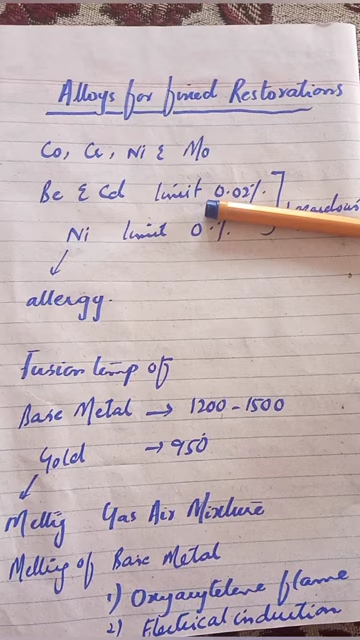 Alloys for fixed Restorations
Co, Cr, Ni & Mo
Be & Cd limit 0.02%
Ni limit 0 %
allergy.
Fusion temp of
Base Metal → 1200-1500
Gold → 950
Melting Gas Air Mixture
Melting of Base Metal
1) Oxyacytelene flame
2) Electrical induction